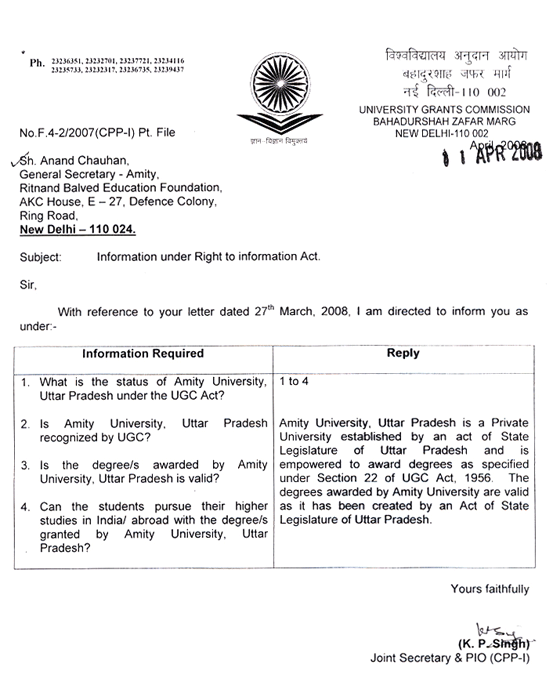 Ph. 23236351, 23232701, 23237721, 23234116
23235733, 23232317, 23236735, 23239437
ज्ञान-विज्ञान विमुक्तये
विश्वविद्यालय अनुदान आयोग
बहादुरशाह जफर मार्ग
नई दिल्ली-110 002
UNIVERSITY GRANTS COMMISSION
BAHADURSHAH ZAFAR MARG
NEW DELHI-110 002
April, 2008
01 APR 2008
No.F.4-2/2007(CPP-I) Pt. File
Sh. Anand Chauhan,
General Secretary - Amity,
Ritnand Balved Education Foundation,
AKC House, E – 27, Defence Colony,
Ring Road,
New Delhi – 110 024.
Subject: Information under Right to information Act.
Sir,
With reference to your letter dated 27th March, 2008, I am directed to inform you as
under:-
Information Required
1. What is the status of Amity University,
Uttar Pradesh under the UGC Act?
2. Is Amity University, Uttar Pradesh
recognized by UGC?
3. Is the degree/s awarded by Amity
University, Uttar Pradesh is valid?
4. Can the students pursue their higher
studies in India/ abroad with the degree/s
granted by Amity University, Uttar
Pradesh?
Reply
1 to 4
Amity University, Uttar Pradesh is a Private
University established by an act of State
Legislature of Uttar Pradesh and is
empowered to award degrees as specified
under Section 22 of UGC Act, 1956. The
degrees awarded by Amity University are valid
as it has been created by an Act of State
Legislature of Uttar Pradesh.
Yours faithfully
(K. P. Singh)
Joint Secretary & PIO (CPP-I)